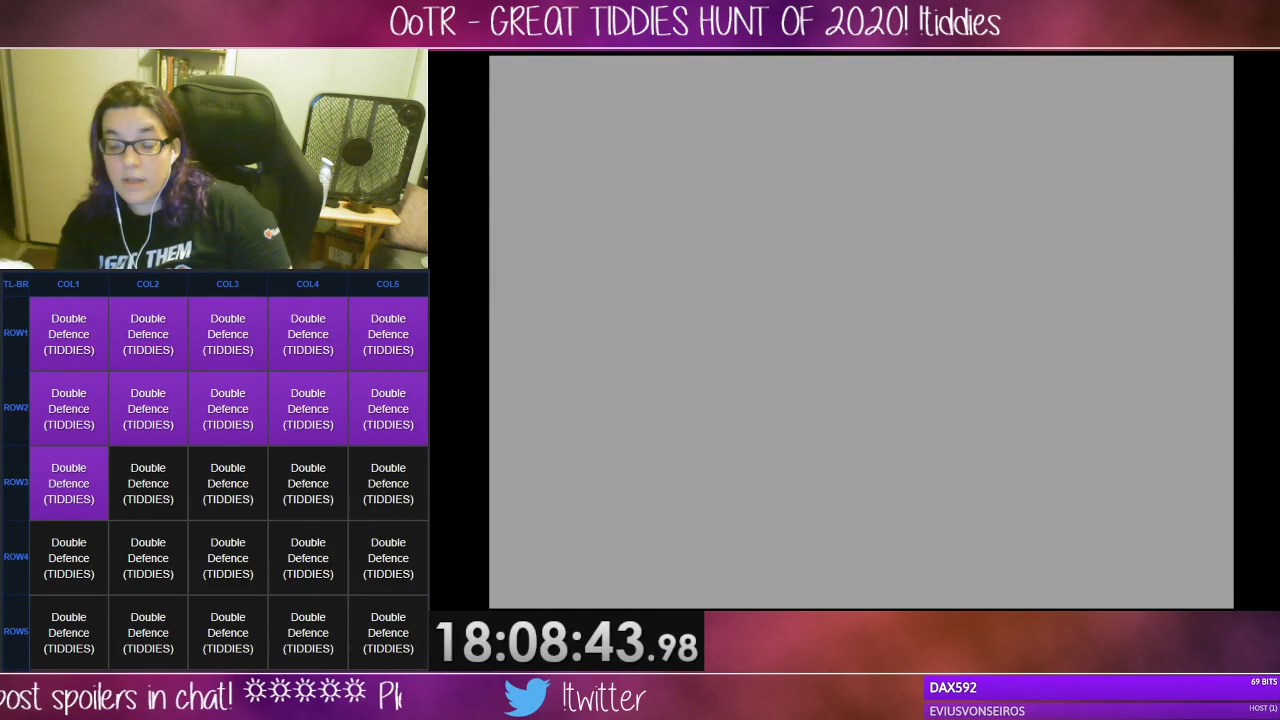 OoTR - GREAT TIDDIES HUNT OF 2020! !tiddies
I GOT THEM
TL-BR COL1 COL2 COL3 COL4 COL5
ROW1
Double Double Double Double Double
Defence Defence Defence Defence Defence
(TIDDIES) (TIDDIES) (TIDDIES) (TIDDIES) (TIDDIES)
ROW2
Double Double Double Double Double
Defence Defence Defence Defence Defence
(TIDDIES) (TIDDIES) (TIDDIES) (TIDDIES) (TIDDIES)
ROW3
Double Double Double Double Double
Defence Defence Defence Defence Defence
(TIDDIES) (TIDDIES) (TIDDIES) (TIDDIES) (TIDDIES)
ROW4
Double Double Double Double Double
Defence Defence Defence Defence Defence
(TIDDIES) (TIDDIES) (TIDDIES) (TIDDIES) (TIDDIES)
ROW5
Double Double Double Double Double
Defence Defence Defence Defence Defence
(TIDDIES) (TIDDIES) (TIDDIES) (TIDDIES) (TIDDIES)
18:08:43.98
post spoilers in chat! Pl
!twitter
DAX592 69 BITS
EVIUSVONSEIROS HOST (1)